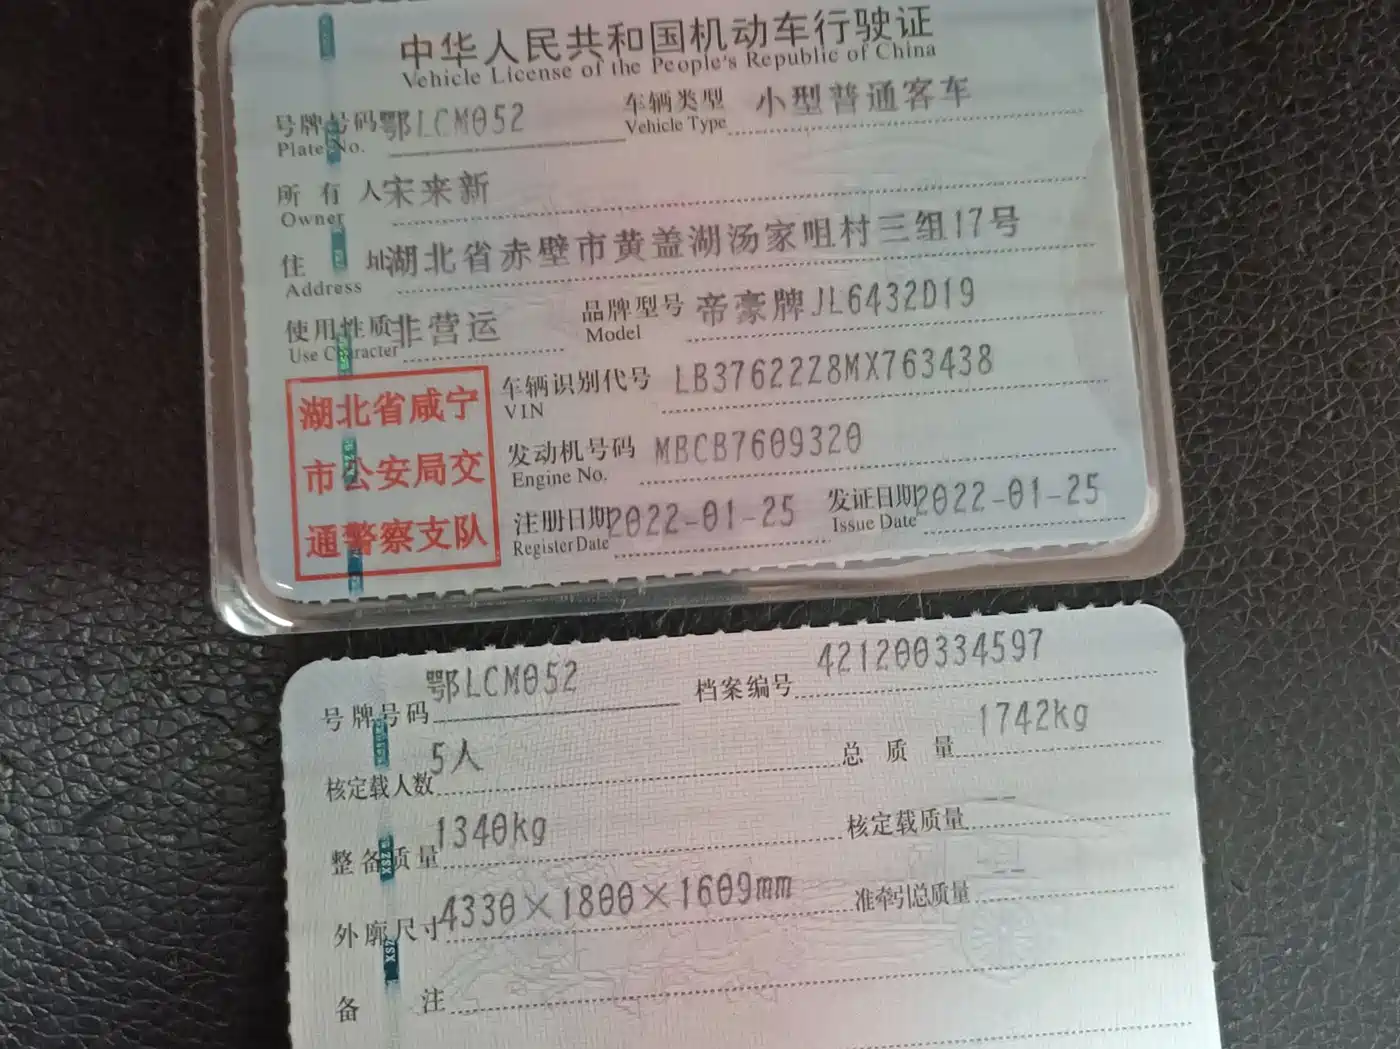 中华人民共和国机动车行驶证
Vehicle License of the People's Republic of China
号牌号码 鄂LCM052 车辆类型 小型普通客车
Plate No. Vehicle Type
所有人 宋来新
Owner
住址 湖北省赤壁市黄盖湖汤家咀村三组17号
Address
使用性质 非营运 品牌型号 帝豪牌JL6432D19
Use Character Model
湖北省咸宁
市公安局交
通警察支队
车辆识别代号 LB37622Z8MX763438
VIN
发动机号码 MBCB7609320
Engine No.
注册日期 2022-01-25 发证日期 2022-01-25
Register Date Issue Date
号牌号码 鄂LCM052 档案编号 421200334597
核定载人数 5人 总质量 1742kg
整备质量 1340kg 核定载质量 --
外廓尺寸 4330×1800×1609mm 准牵引总质量 --
备注